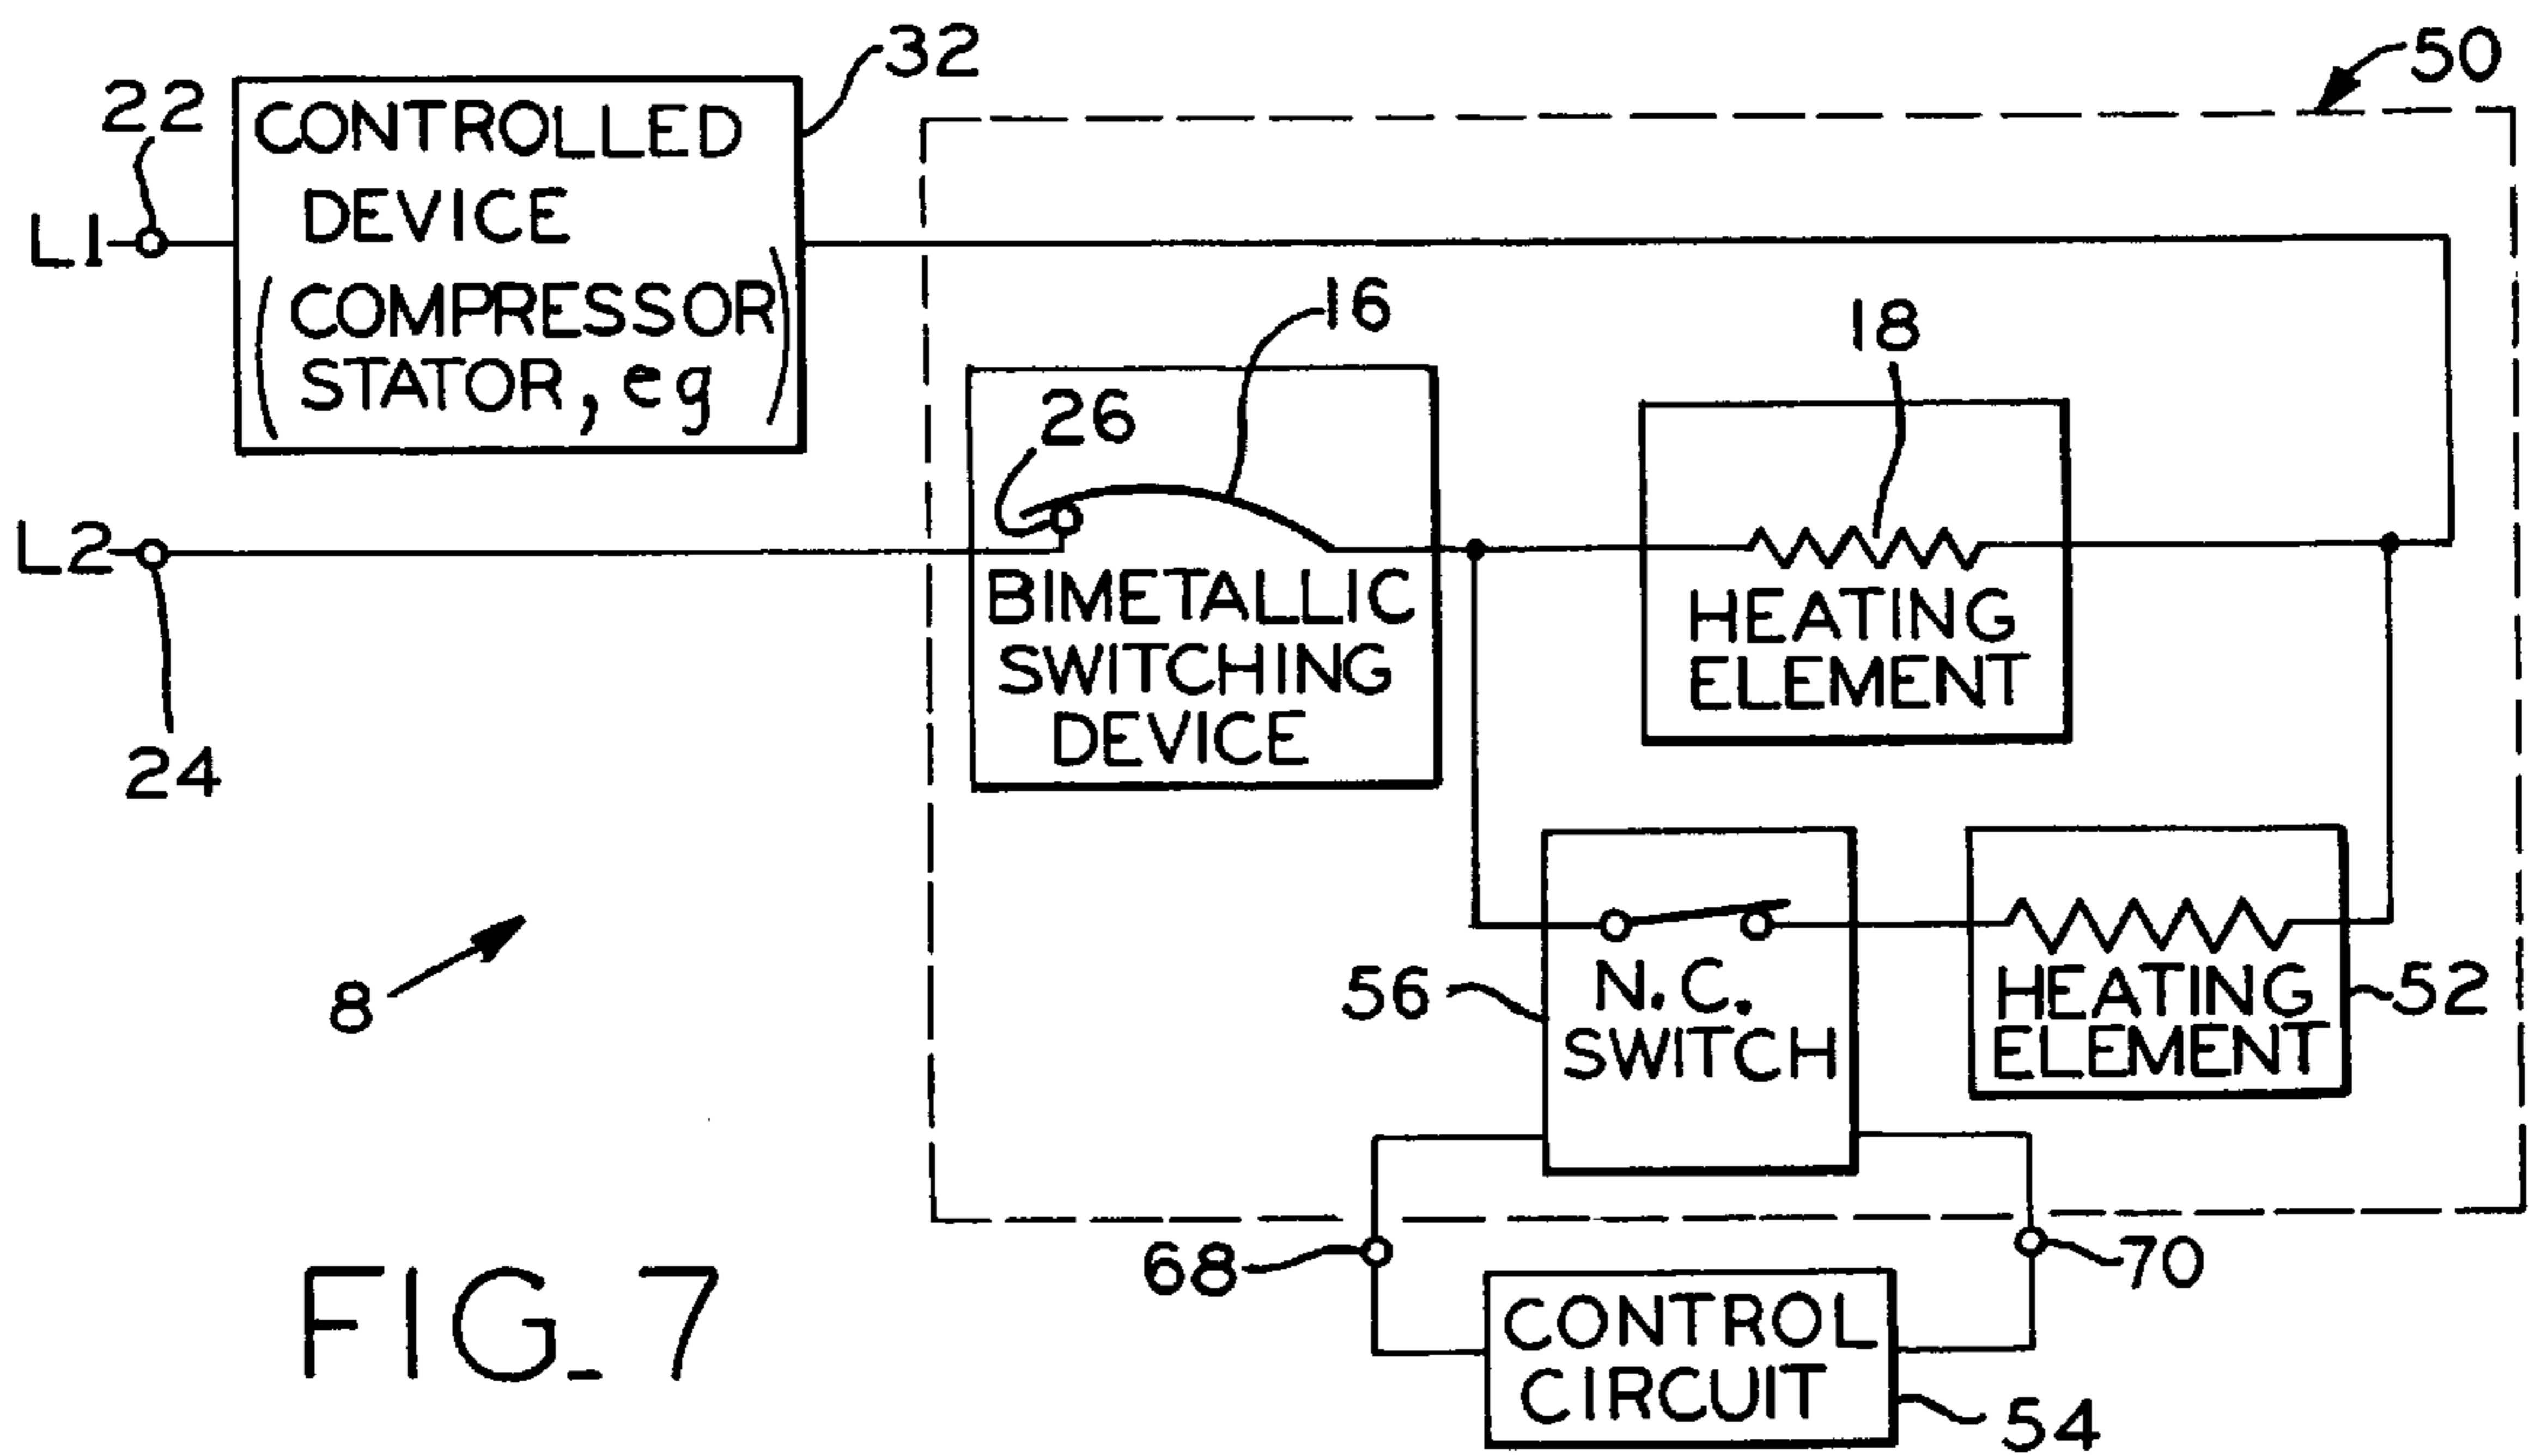 32
50
22
CONTROLLED
DEVICE
(COMPRESSOR
STATOR, eg)
L1
16
18
26
L2
BIMETALLIC
SWITCHING
DEVICE
HEATING
ELEMENT
24
8
56
N.C.
SWITCH
HEATING
ELEMENT
52
68
70
CONTROL
CIRCUIT
54
FIG_7